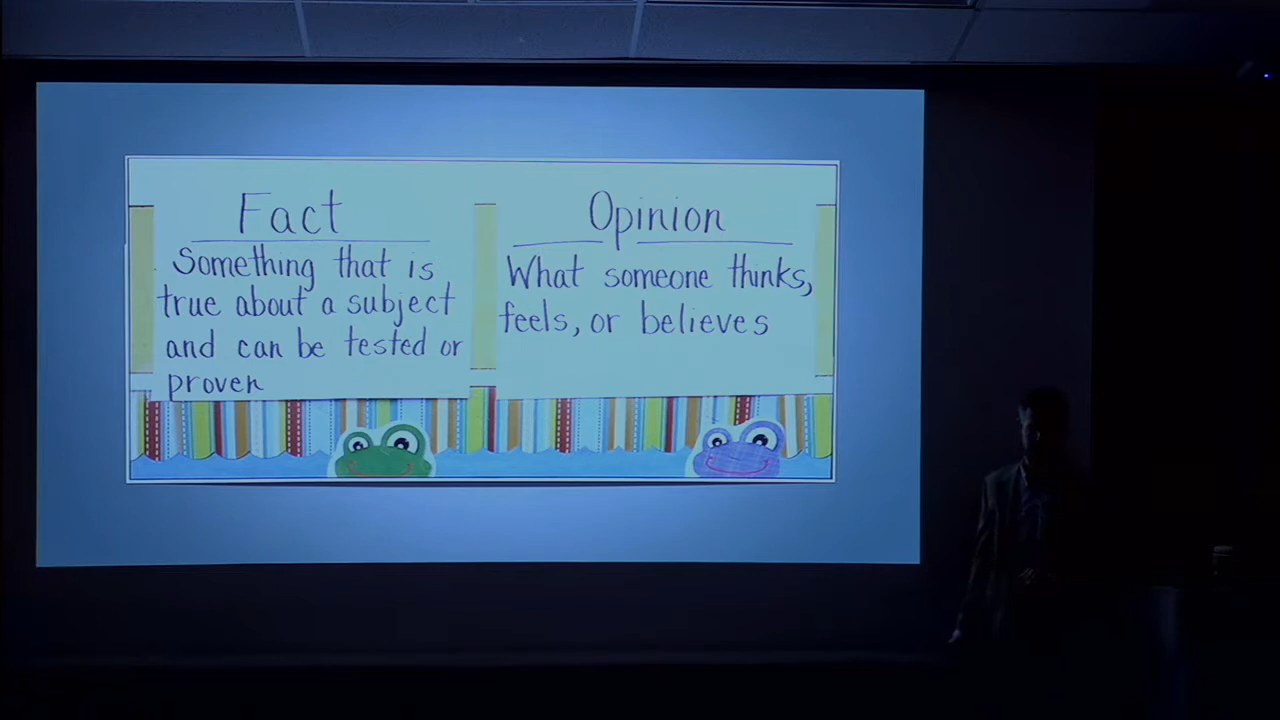 Fact
Something that is
true about a subject
and can be tested or
proven
Opinion
What someone thinks,
feels, or believes